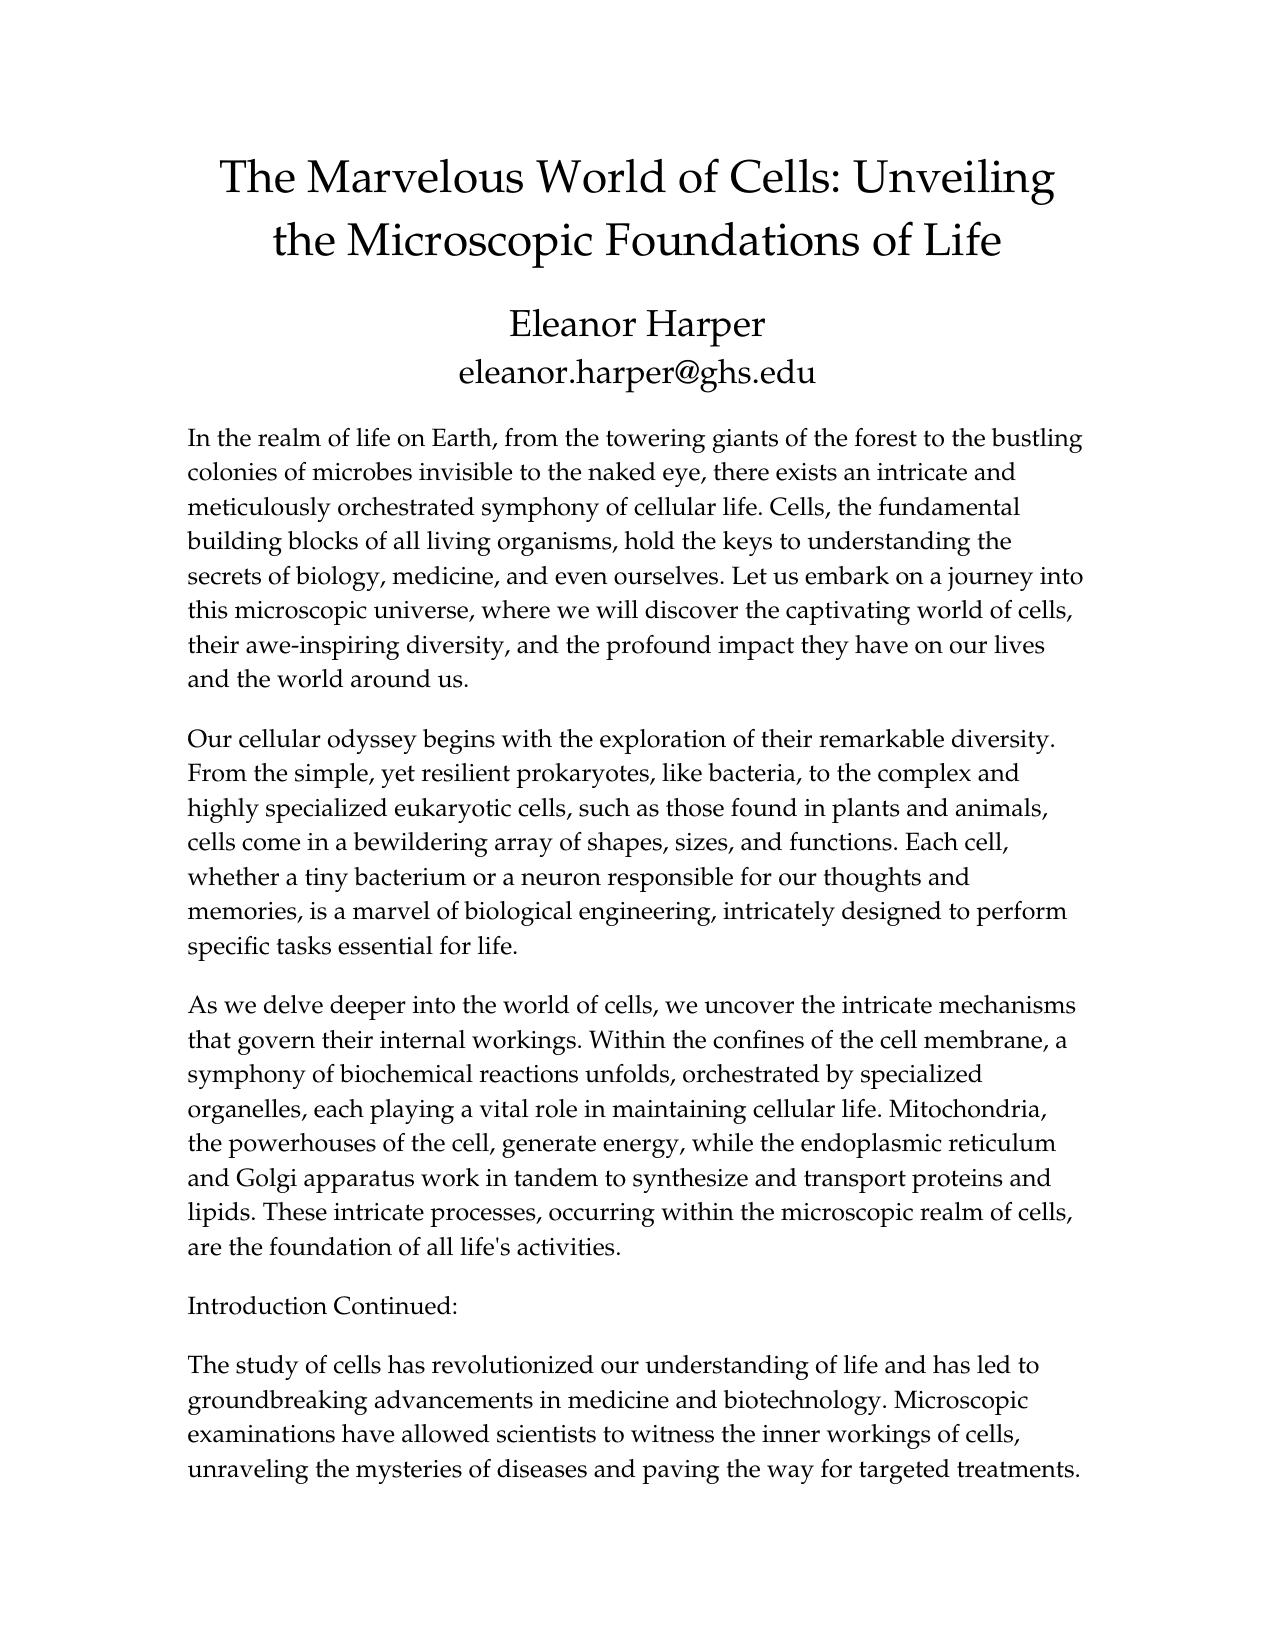 The Marvelous World of Cells: Unveiling
the Microscopic Foundations of Life
Eleanor Harper
eleanor.harper@ghs.edu
In the realm of life on Earth, from the towering giants of the forest to the bustling
colonies of microbes invisible to the naked eye, there exists an intricate and
meticulously orchestrated symphony of cellular life. Cells, the fundamental
building blocks of all living organisms, hold the keys to understanding the
secrets of biology, medicine, and even ourselves. Let us embark on a journey into
this microscopic universe, where we will discover the captivating world of cells,
their awe-inspiring diversity, and the profound impact they have on our lives
and the world around us.
Our cellular odyssey begins with the exploration of their remarkable diversity.
From the simple, yet resilient prokaryotes, like bacteria, to the complex and
highly specialized eukaryotic cells, such as those found in plants and animals,
cells come in a bewildering array of shapes, sizes, and functions. Each cell,
whether a tiny bacterium or a neuron responsible for our thoughts and
memories, is a marvel of biological engineering, intricately designed to perform
specific tasks essential for life.
As we delve deeper into the world of cells, we uncover the intricate mechanisms
that govern their internal workings. Within the confines of the cell membrane, a
symphony of biochemical reactions unfolds, orchestrated by specialized
organelles, each playing a vital role in maintaining cellular life. Mitochondria,
the powerhouses of the cell, generate energy, while the endoplasmic reticulum
and Golgi apparatus work in tandem to synthesize and transport proteins and
lipids. These intricate processes, occurring within the microscopic realm of cells,
are the foundation of all life's activities.
Introduction Continued:
The study of cells has revolutionized our understanding of life and has led to
groundbreaking advancements in medicine and biotechnology. Microscopic
examinations have allowed scientists to witness the inner workings of cells,
unraveling the mysteries of diseases and paving the way for targeted treatments.